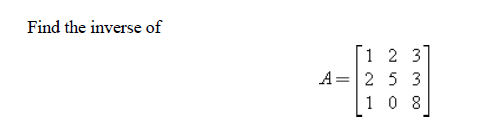 Find the inverse of
1 2 3
A= 2 5 3
1 0 8